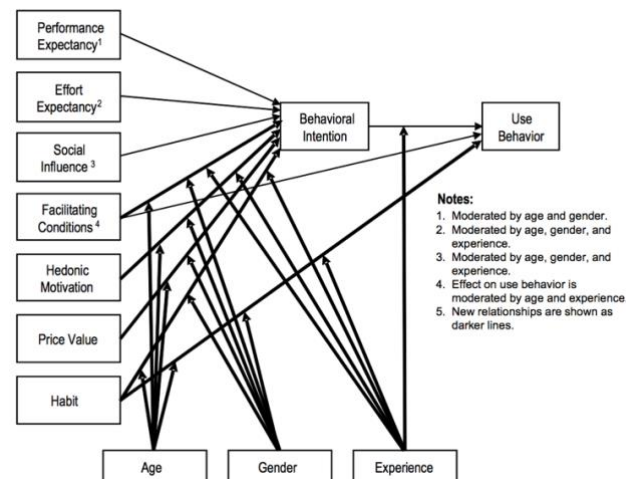 Performance
Expectancy¹
Effort
Expectancy ²
Social
Influence ³
Facilitating
Conditions ⁴
Hedonic
Motivation
Price Value
Habit
Behavioral
Intention
Use
Behavior
Notes:
1. Moderated by age and gender.
2. Moderated by age, gender, and
experience.
3. Moderated by age, gender, and
experience.
4. Effect on use behavior is
moderated by age and experience
5. New relationships are shown as
darker lines.
Age
Gender
Experience